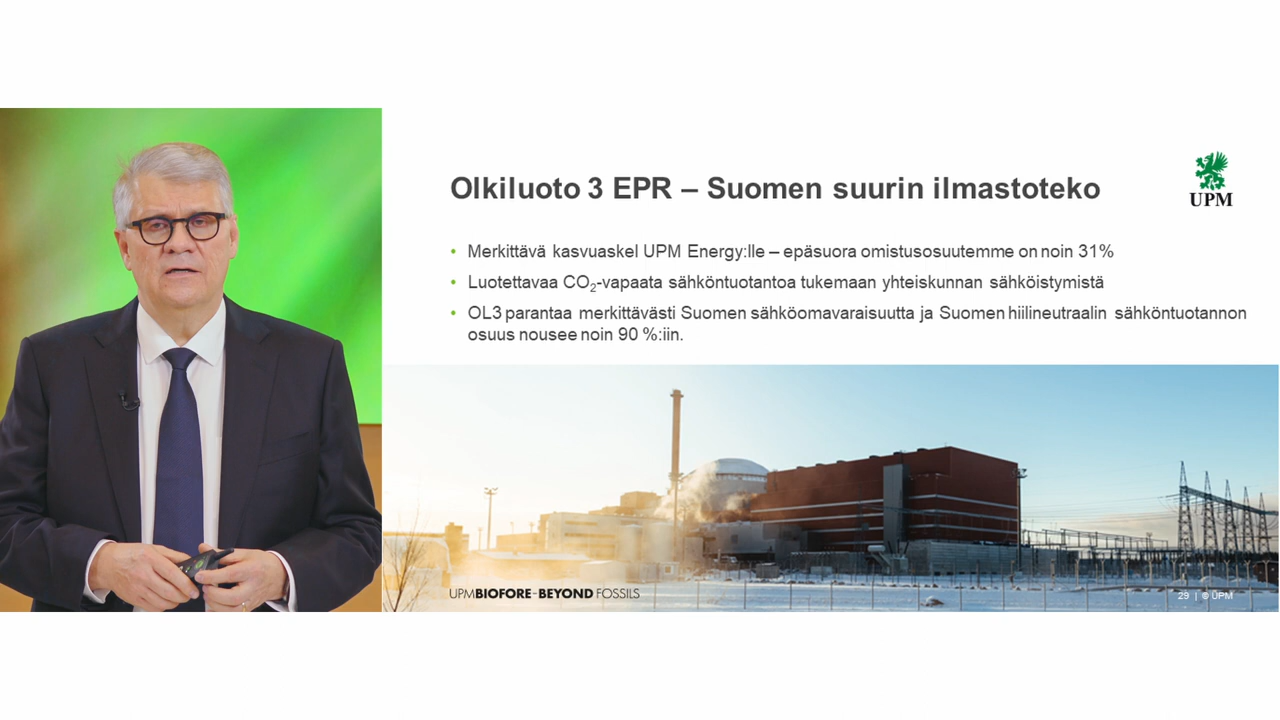 Olkiluoto 3 EPR – Suomen suurin ilmastoteko
UPM
• Merkittävä kasvuaskel UPM Energy:lle – epäsuora omistusosuutemme on noin 31%
• Luotettavaa CO₂-vapaata sähköntuotantoa tukemaan yhteiskunnan sähköistymistä
• OL3 parantaa merkittävästi Suomen sähköomavaraisuutta ja Suomen hiilineutraalin sähköntuotannon
osuus nousee noin 90 %:iin.
UPM BIOFORE – BEYOND FOSSILS
29 | © UPM